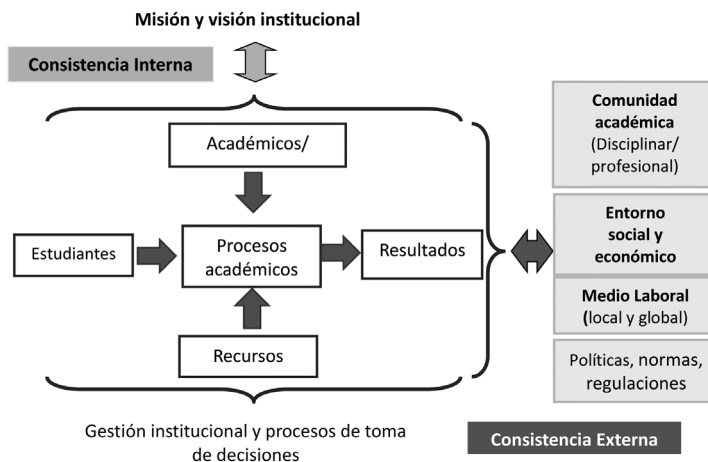 Misión y visión institucional
Consistencia Interna
Académicos/
Estudiantes
Procesos
académicos
Resultados
Recursos
Gestión institucional y procesos de toma
de decisiones
Comunidad
académica
(Disciplinar/
profesional)
Entorno
social y
económico
Medio Laboral
(local y global)
Políticas, normas,
regulaciones
Consistencia Externa